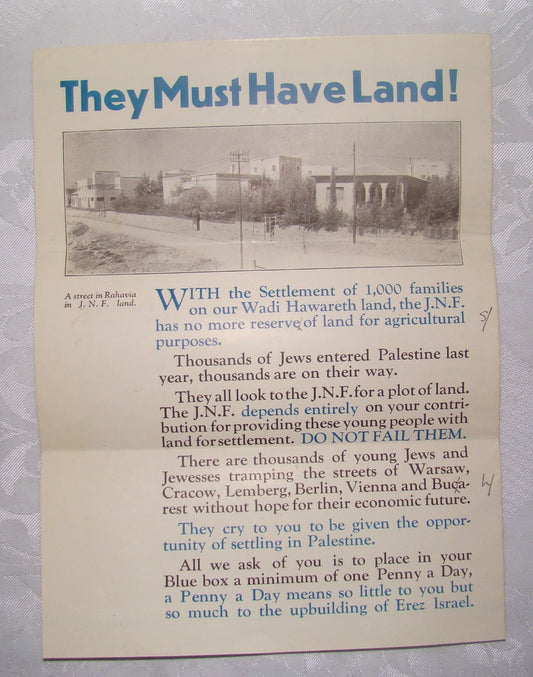 They Must Have Land!
A street in Rahavia
in J. N. F. land.
WITH the Settlement of 1,000 families
on our Wadi Hawareth land, the J.N.F.
has no more reserve of land for agricultural
purposes.
s/
Thousands of Jews entered Palestine last
year, thousands are on their way.
They all look to the J.N.F. for a plot of land.
The J.N.F. depends entirely on your contri-
bution for providing these young people with
land for settlement. DO NOT FAIL THEM.
There are thousands of young Jews and
Jewesses tramping the streets of Warsaw,
Cracow, Lemberg, Berlin, Vienna and Buca-
rest without hope for their economic future.
They cry to you to be given the oppor-
tunity of settling in Palestine.
All we ask of you is to place in your
Blue box a minimum of one Penny a Day,
a Penny a Day means so little to you but
so much to the upbuilding of Erez Israel.